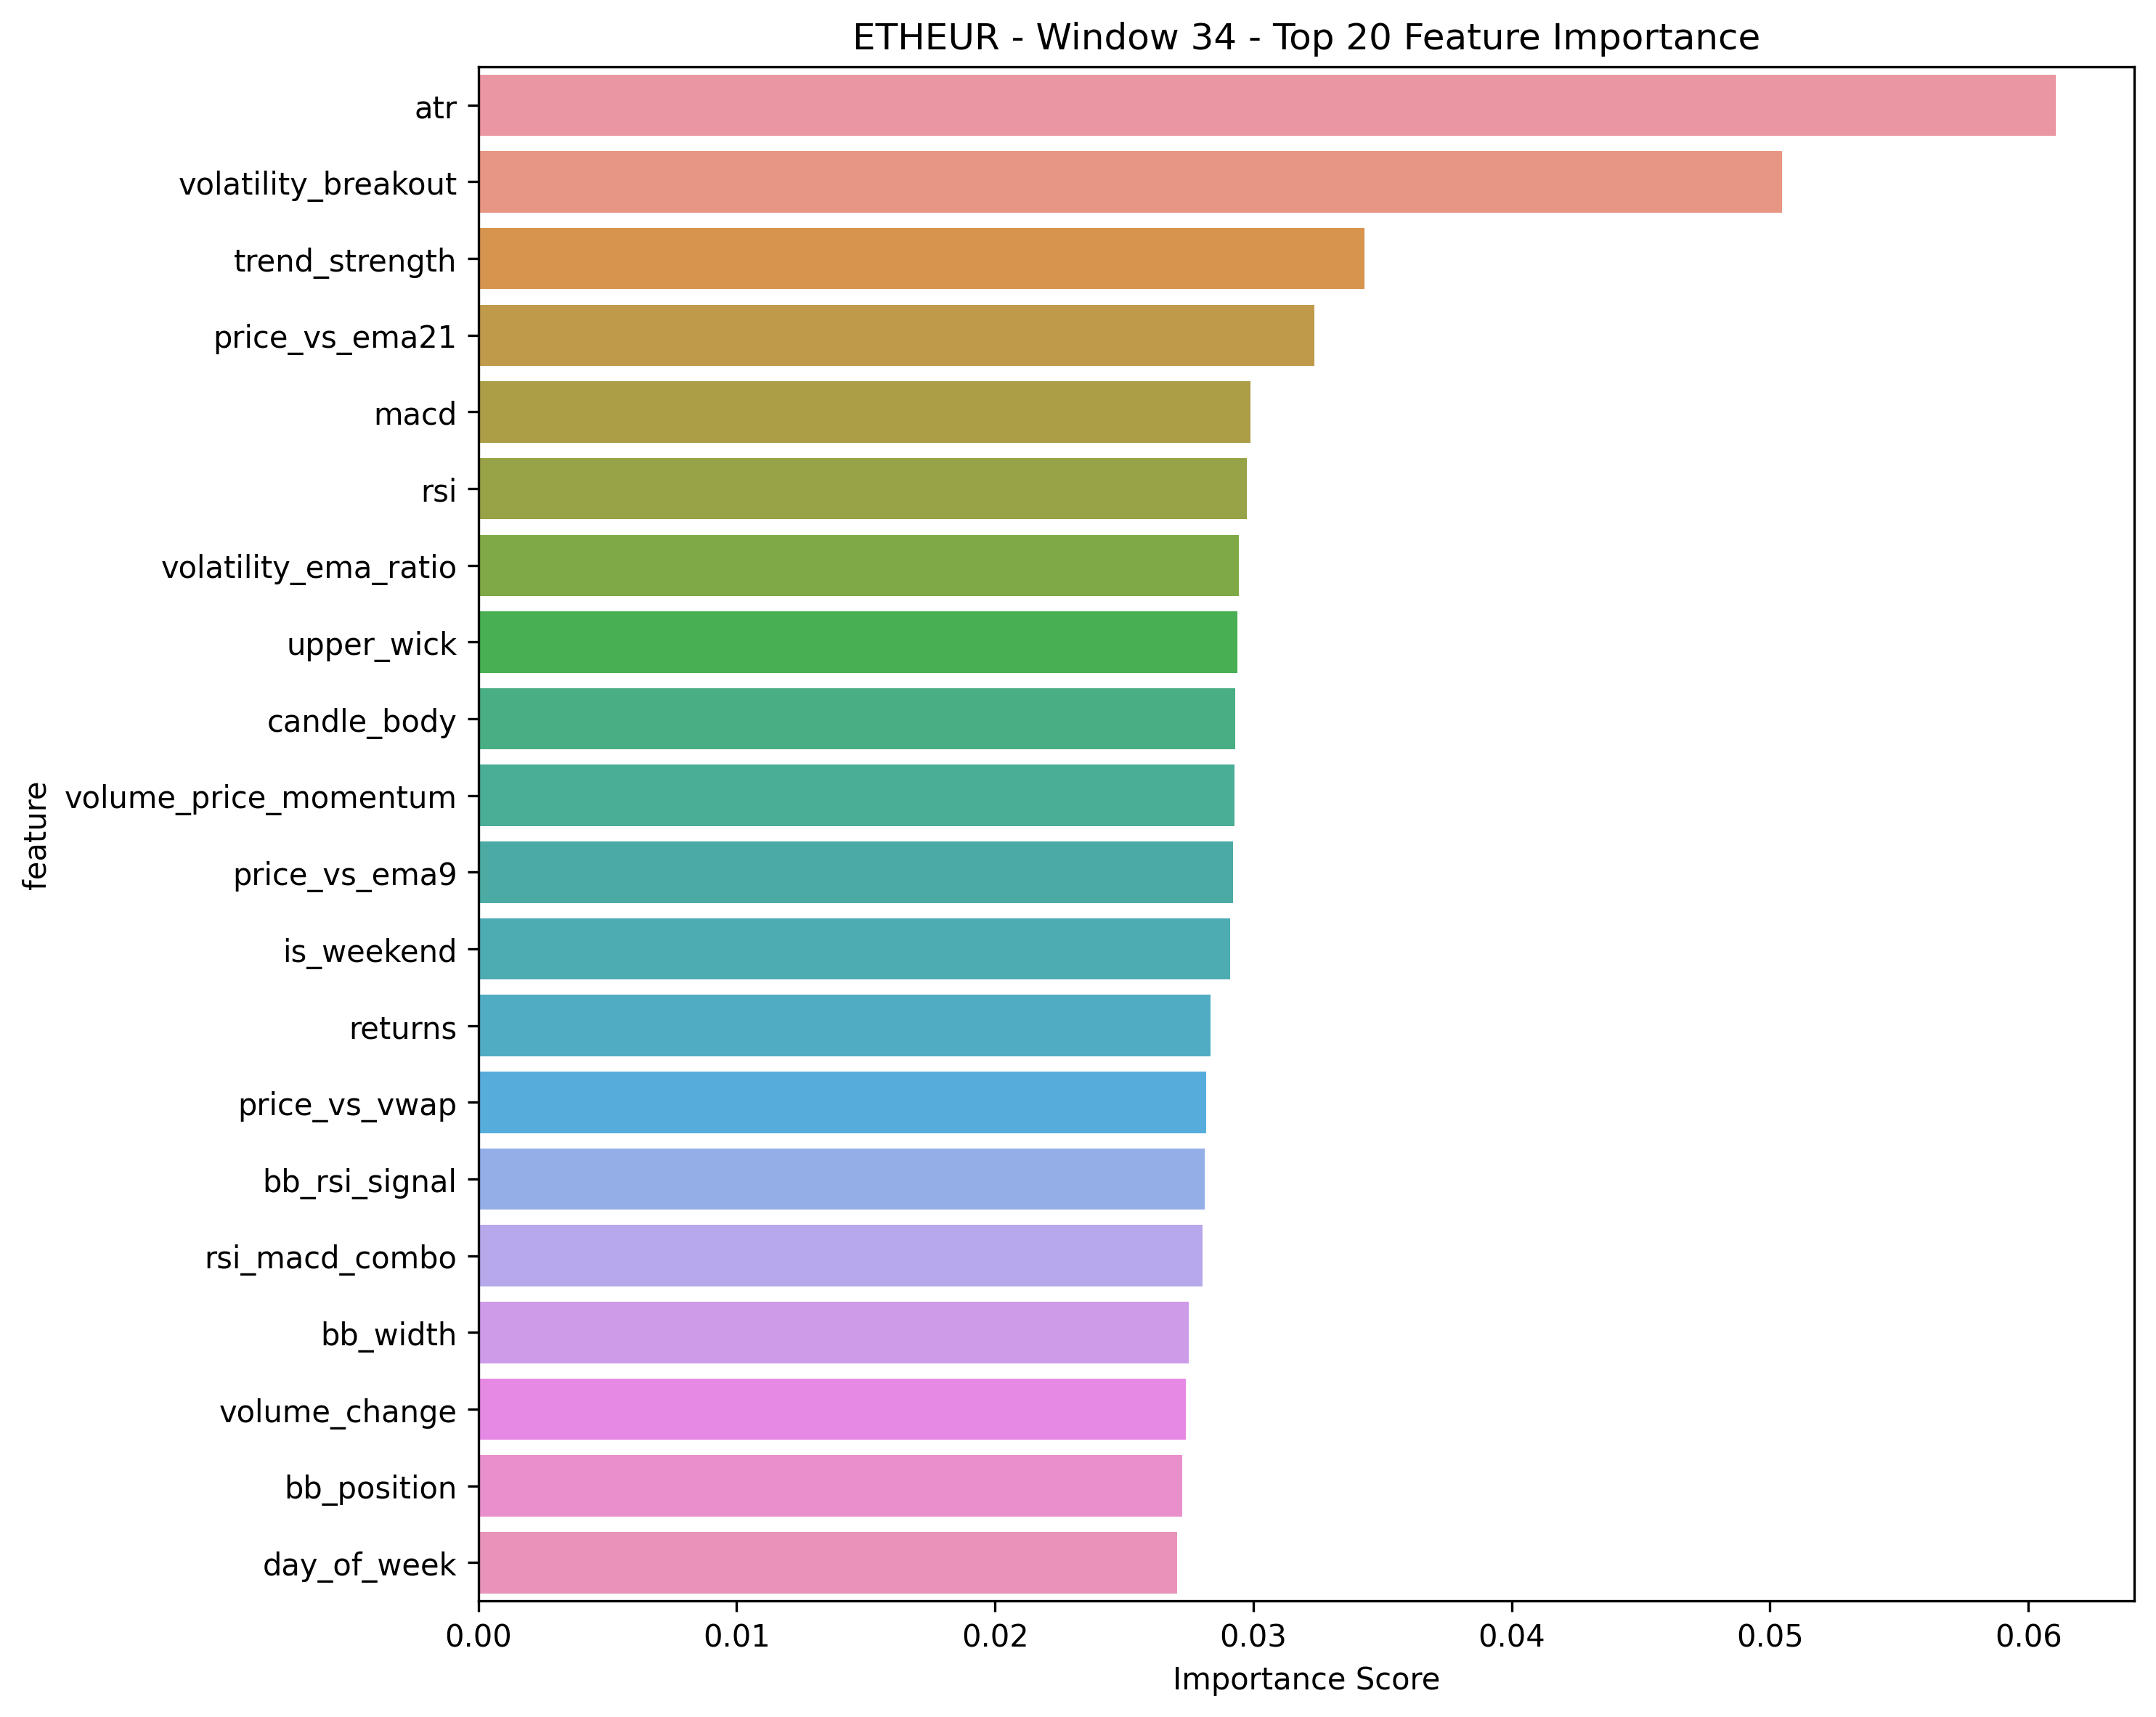 ETHEUR - Window 34 - Top 20 Feature Importance
atr
volatility_breakout
trend_strength
price_vs_ema21
macd
rsi
volatility_ema_ratio
upper_wick
candle_body
volume_price_momentum
price_vs_ema9
is_weekend
returns
price_vs_vwap
bb_rsi_signal
rsi_macd_combo
bb_width
volume_change
bb_position
day_of_week
feature
0.00 0.01 0.02 0.03 0.04 0.05 0.06
Importance Score